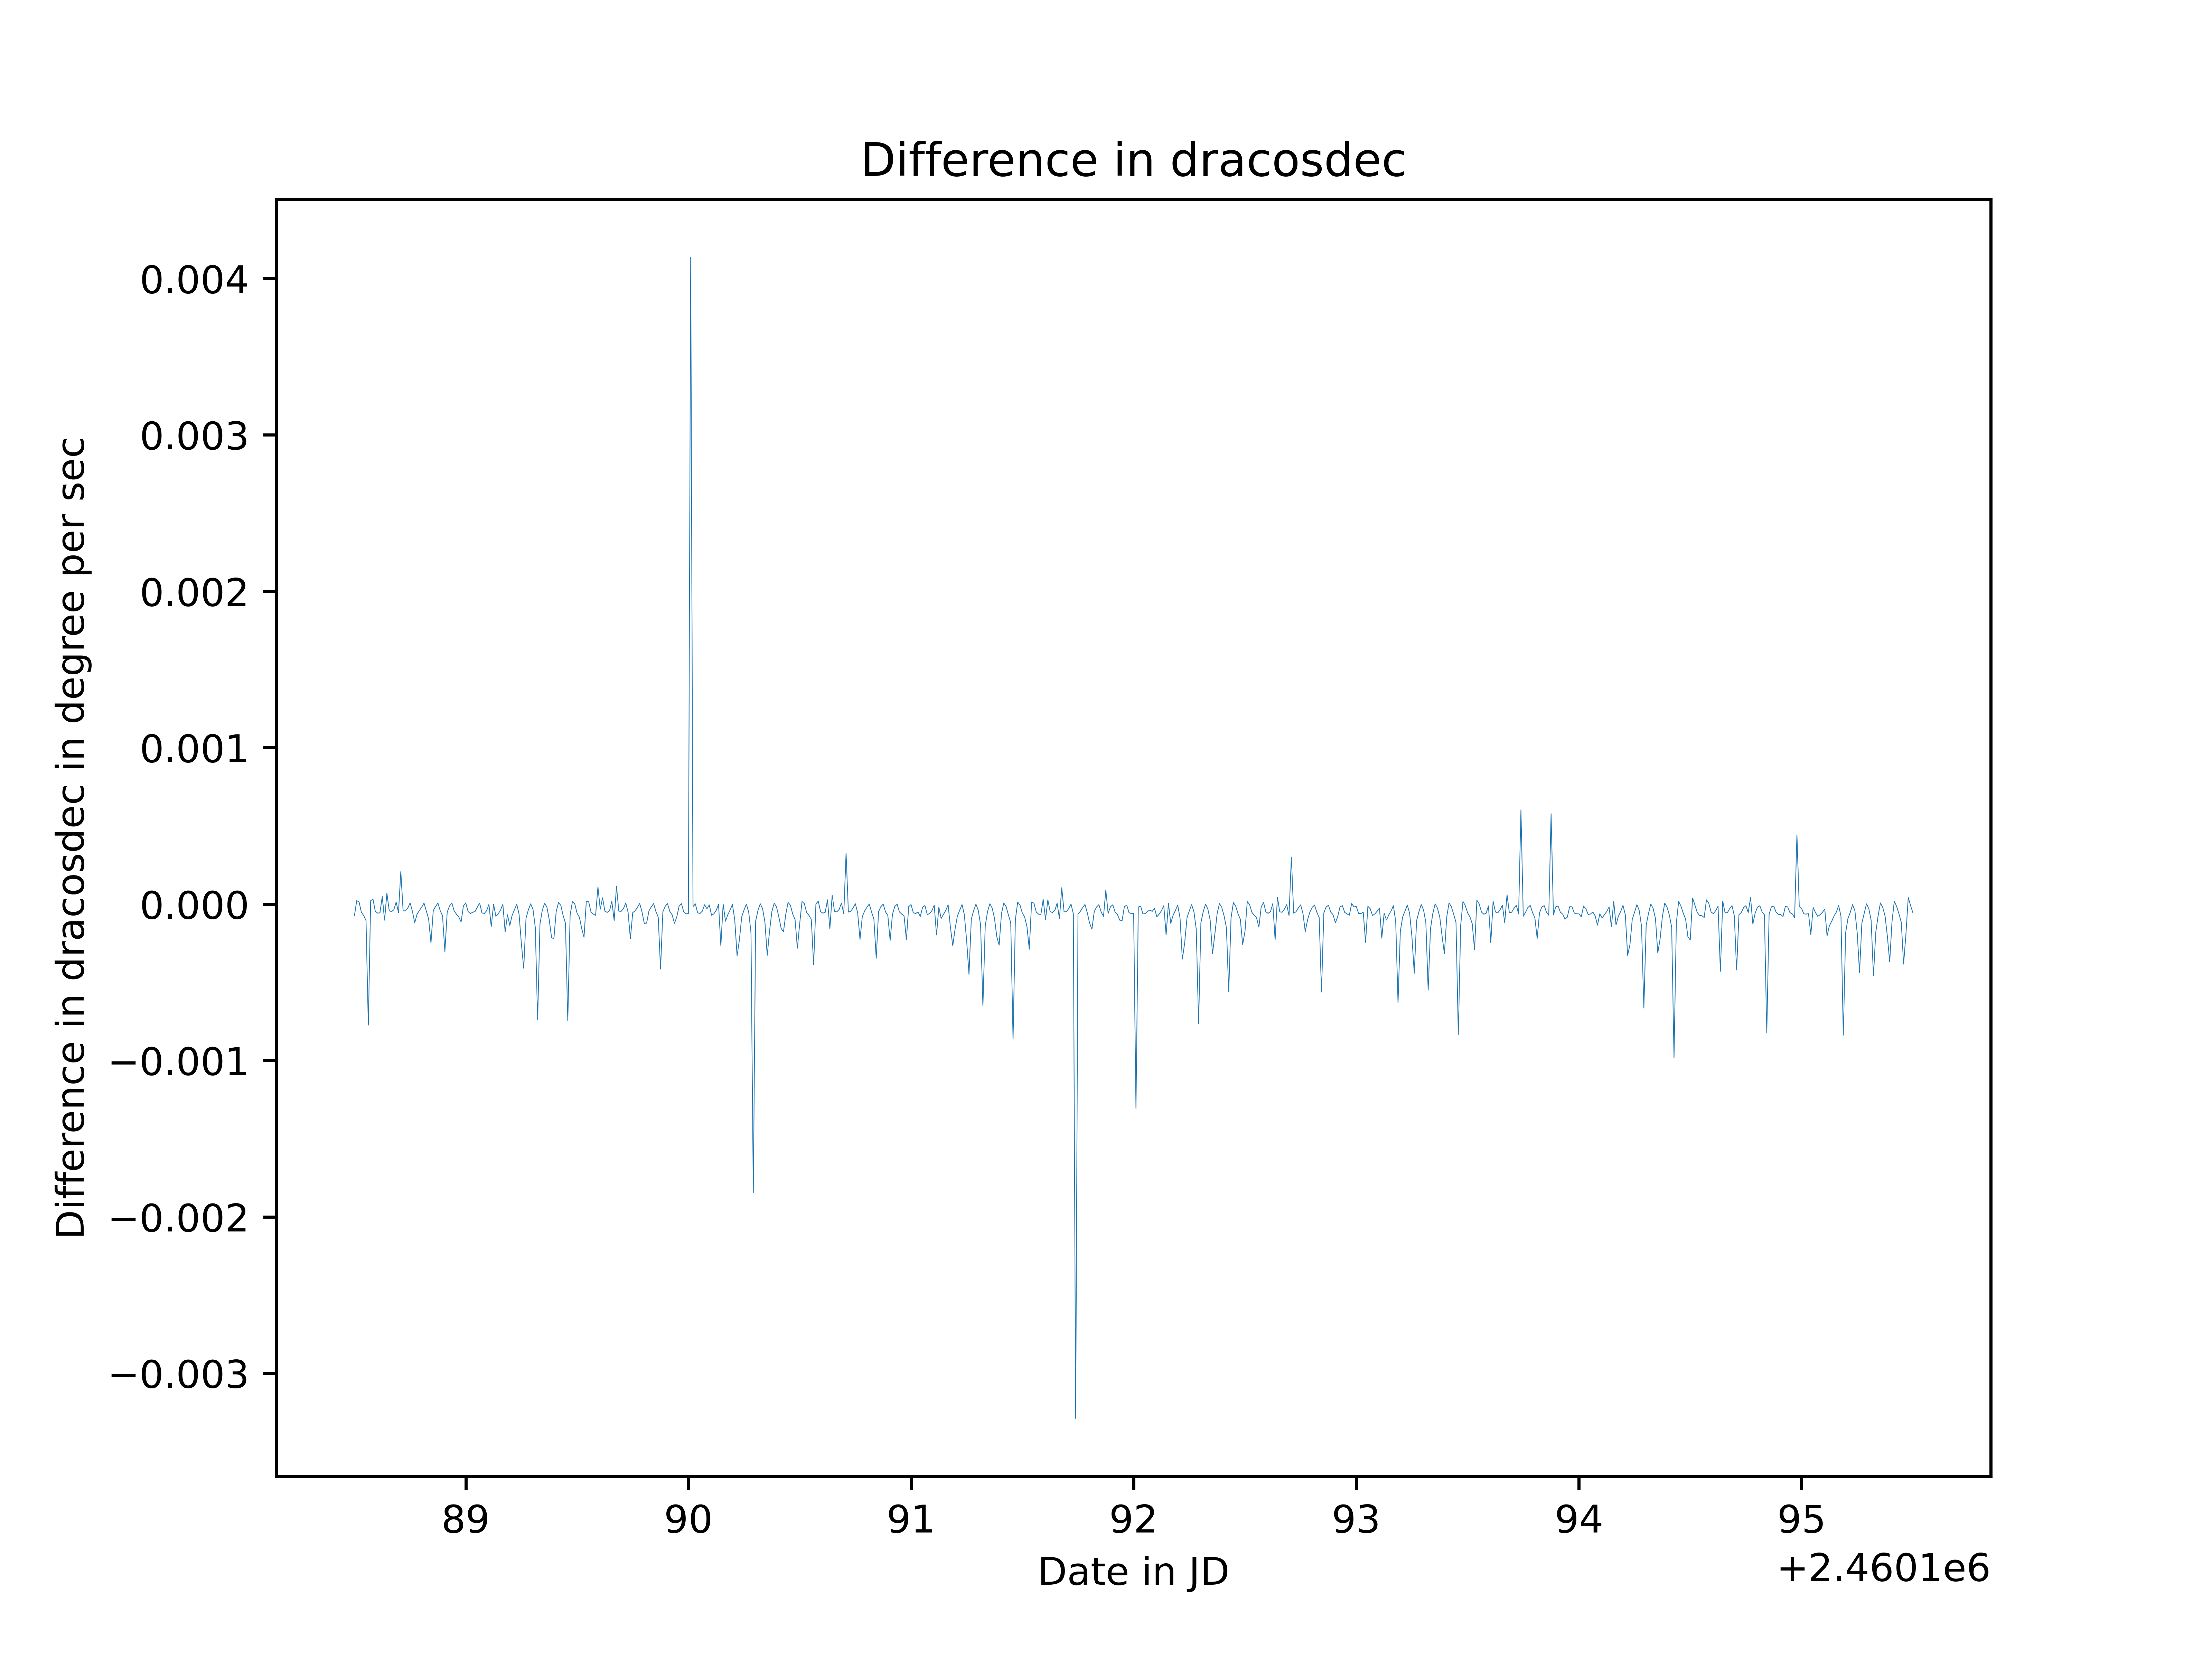 Difference in dracosdec
Difference in dracosdec in degree per sec
0.004
0.003
0.002
0.001
0.000
−0.001
−0.002
−0.003
89 90 91 92 93 94 95
Date in JD
+2.4601e6